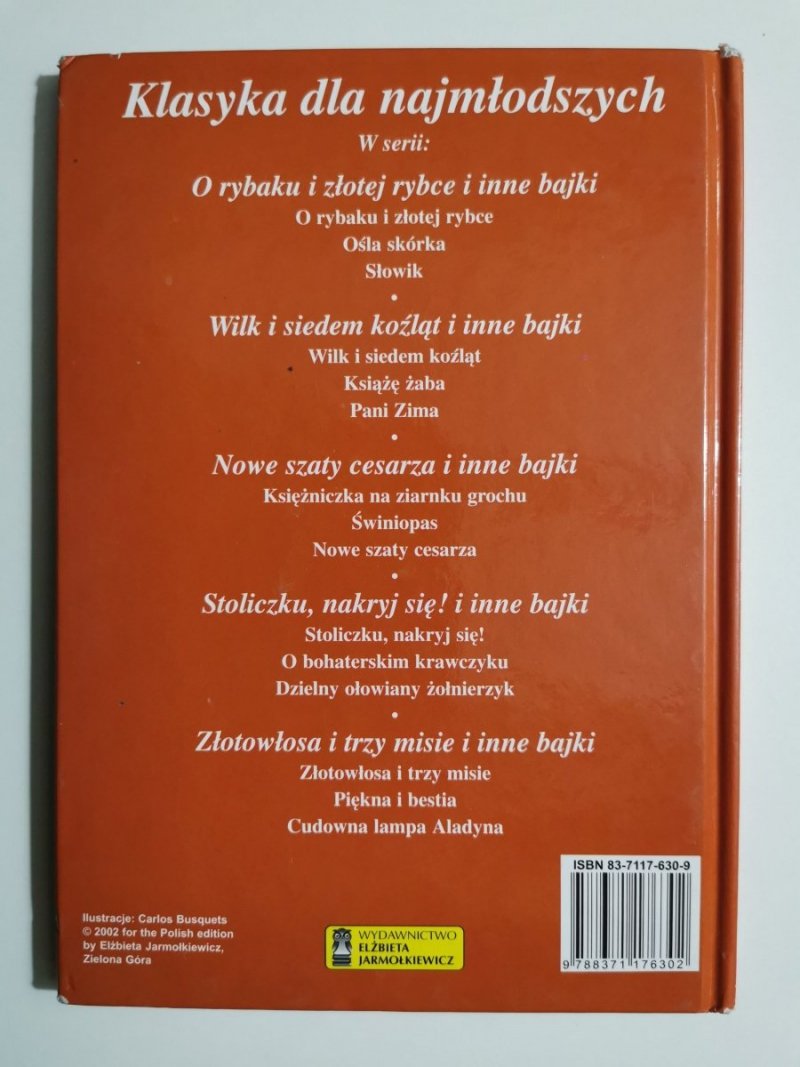 Klasyka dla najmłodszych
W serii:
O rybaku i złotej rybce i inne bajki
O rybaku i złotej rybce
Ośla skórka
Słowik
•
Wilk i siedem koźląt i inne bajki
Wilk i siedem koźląt
Książę żaba
Pani Zima
•
Nowe szaty cesarza i inne bajki
Księżniczka na ziarnku grochu
Świniopas
Nowe szaty cesarza
•
Stoliczku, nakryj się! i inne bajki
Stoliczku, nakryj się!
O bohaterskim krawczyku
Dzielny ołowiany żołnierzyk
•
Złotowłosa i trzy misie i inne bajki
Złotowłosa i trzy misie
Piękna i bestia
Cudowna lampa Aladyna
ISBN 83-7117-630-9
9 788371 176302
Ilustracje: Carlos Busquets
© 2002 for the Polish edition
by Elżbieta Jarmołkiewicz,
Zielona Góra
WYDAWNICTWO
ELŻBIETA
JARMOŁKIEWICZ